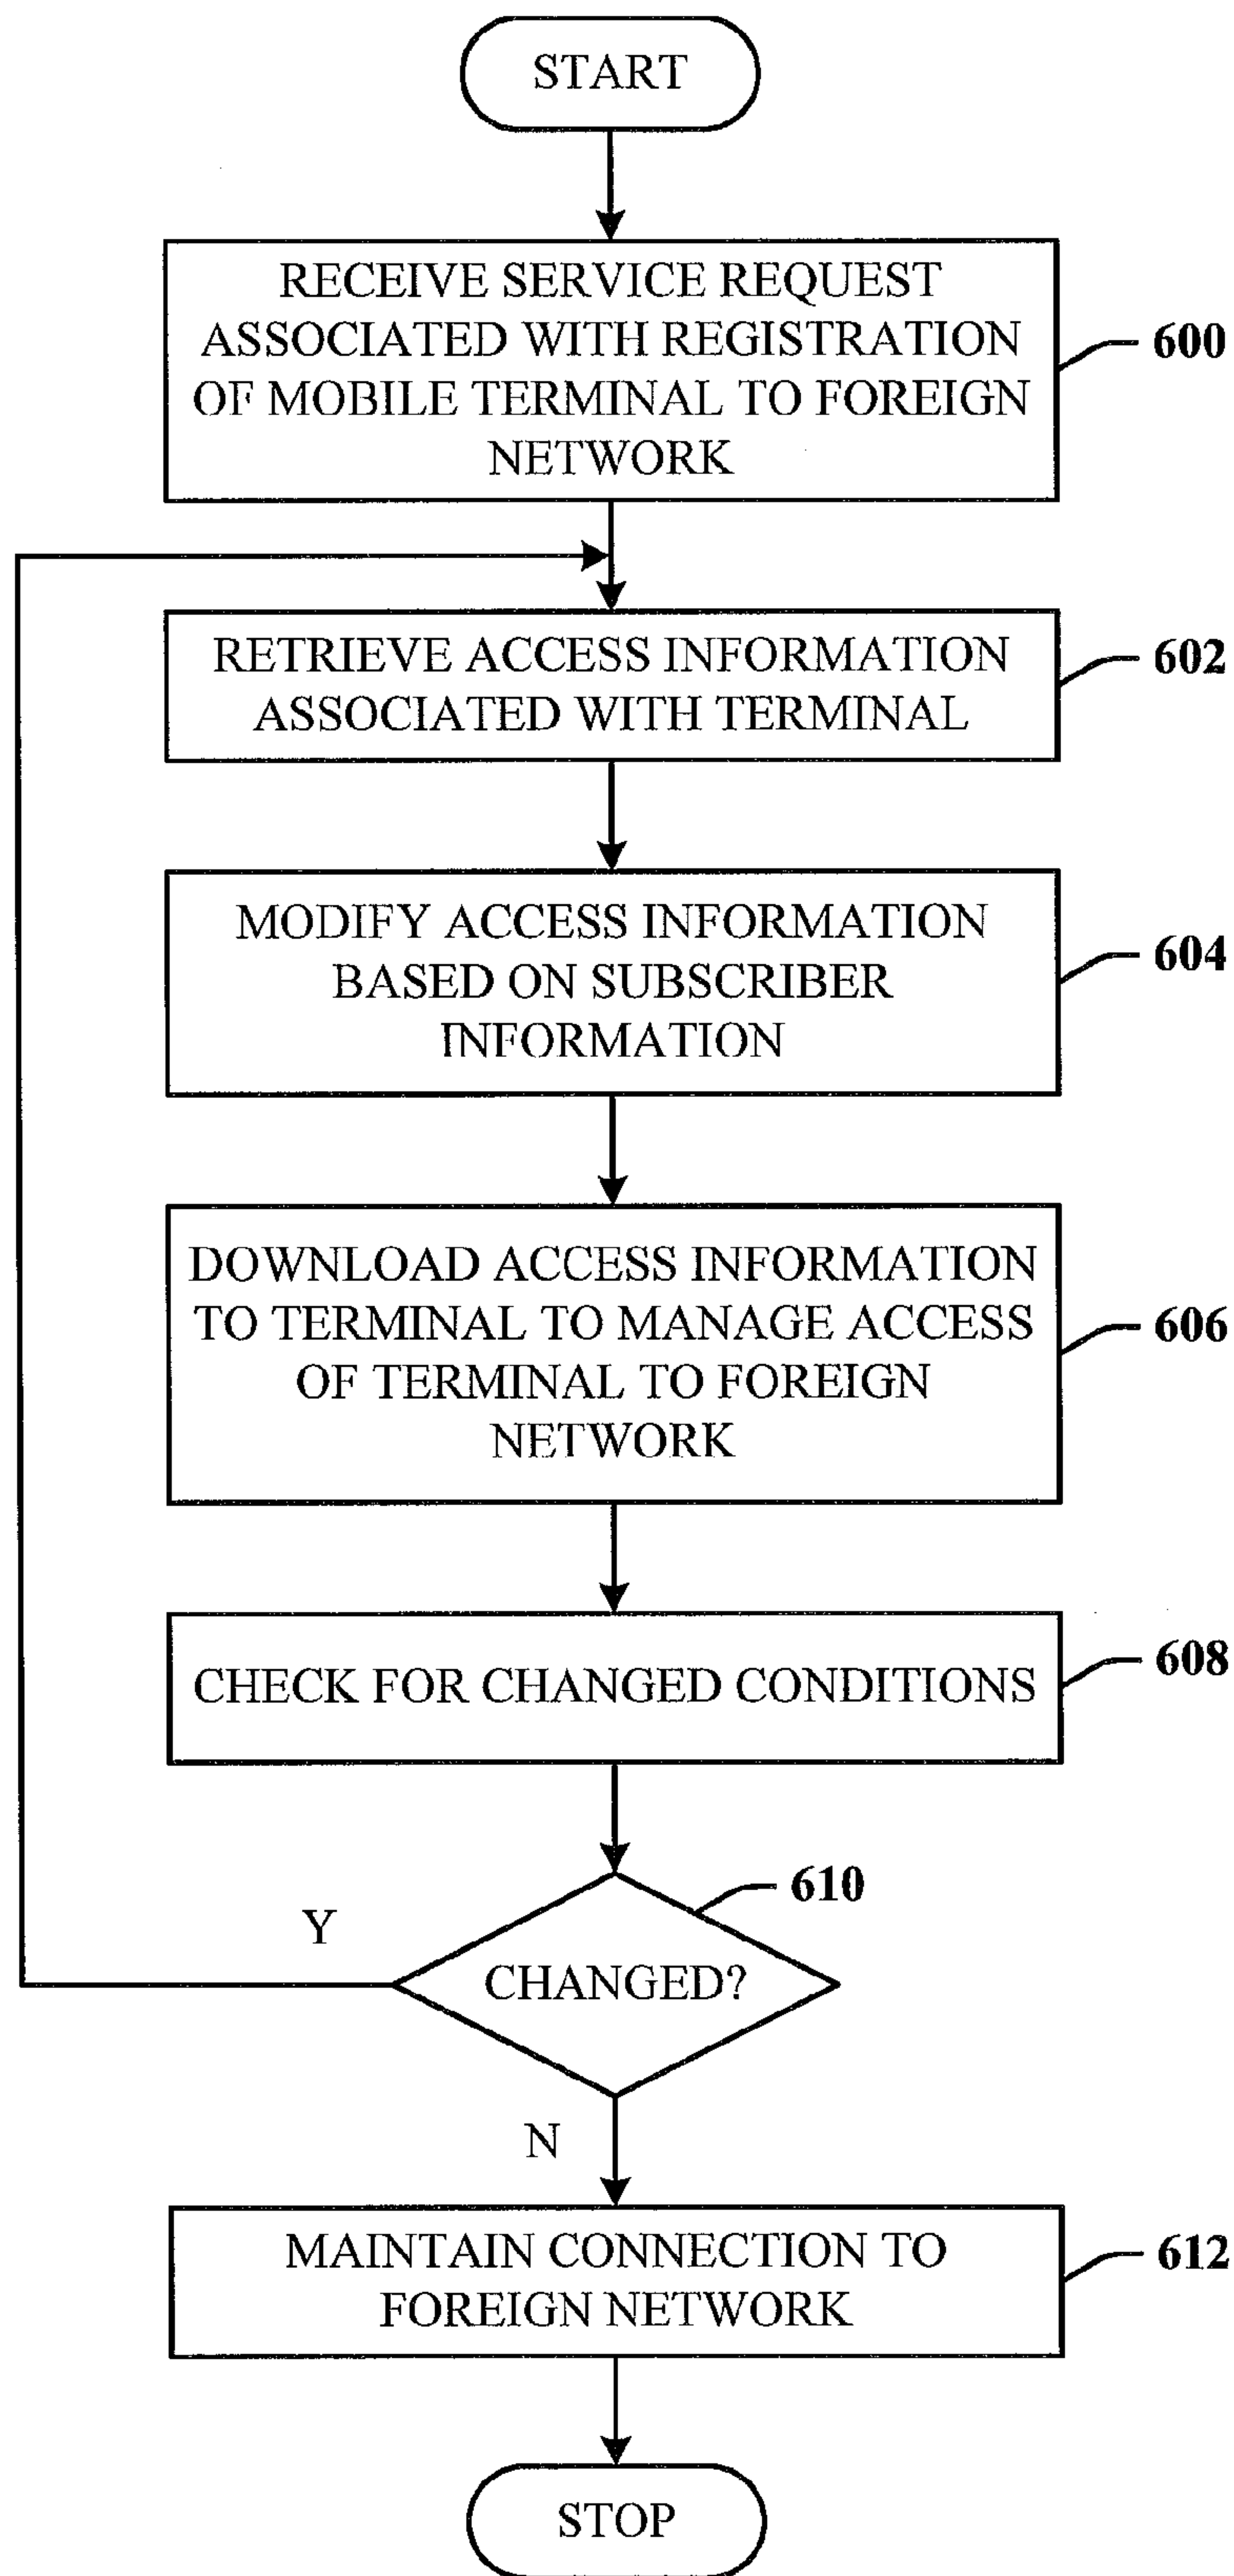 START
RECEIVE SERVICE REQUEST
ASSOCIATED WITH REGISTRATION
OF MOBILE TERMINAL TO FOREIGN
NETWORK
600
RETRIEVE ACCESS INFORMATION
ASSOCIATED WITH TERMINAL
602
MODIFY ACCESS INFORMATION
BASED ON SUBSCRIBER
INFORMATION
604
DOWNLOAD ACCESS INFORMATION
TO TERMINAL TO MANAGE ACCESS
OF TERMINAL TO FOREIGN
NETWORK
606
CHECK FOR CHANGED CONDITIONS
608
610
Y
CHANGED?
N
MAINTAIN CONNECTION TO
FOREIGN NETWORK
612
STOP